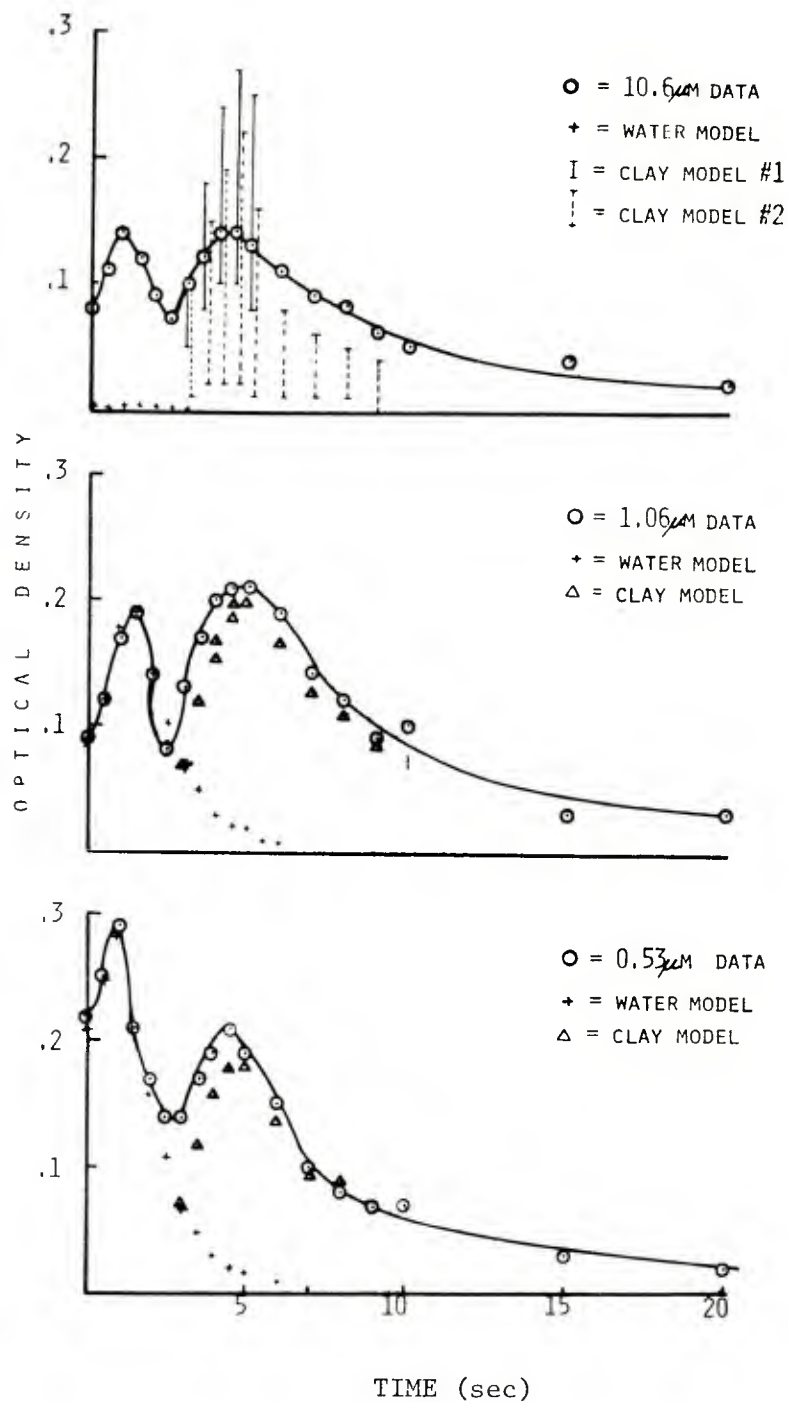 .3
.2
.1
O = 10.6μM DATA
+ = WATER MODEL
I = CLAY MODEL #1
= CLAY MODEL #2
OPTICAL DENSITY
.3
.2
.1
O = 1.06μM DATA
+ = WATER MODEL
Δ = CLAY MODEL
.3
.2
.1
O = 0.53μM DATA
+ = WATER MODEL
Δ = CLAY MODEL
5 10 15 20
TIME (sec)